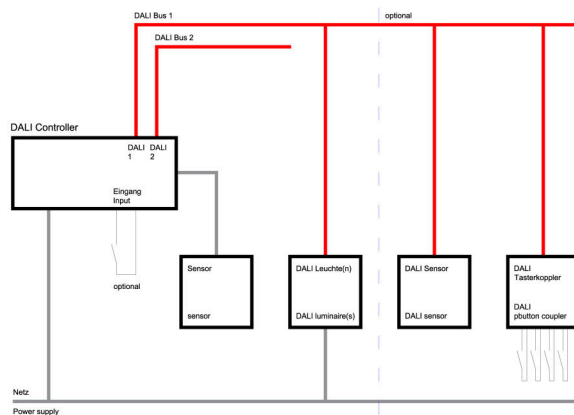 DALI Bus 1
optional
DALI Bus 2
DALI Controller
DALI DALI
1 2
Eingang
Input
optional
Sensor
sensor
DALI Leuchte(n)
DALI luminaire(s)
DALI Sensor
DALI sensor
DALI
Tasterkoppler
DALI
pbutton coupler
Netz
Power supply